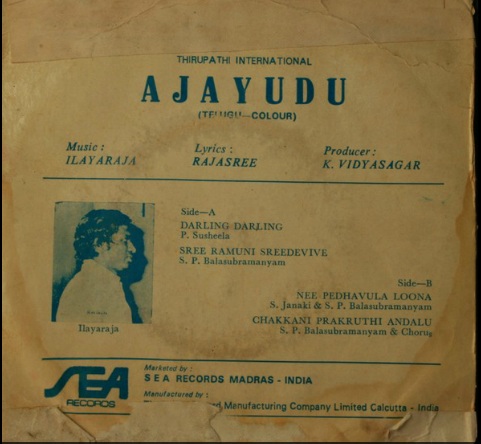 THIRUPATHI INTERNATIONAL
AJAYUDU
(TELUGU—COLOUR)
Music :
ILAYARAJA
Lyrics :
RAJASREE
Producer :
K. VIDYASAGAR
Side—A
DARLING DARLING
P. Susheela
SREE RAMUNI SREEDEVIVE
S. P. Balasubramanyam
Side—B
NEE PEDHAVULA LOONA
S. Janaki & S. P. Balasubramanyam
CHAKKANI PRAKRUTHI ANDALU
S. P. Balasubramanyam & Chorus
Ilayaraja
SEA
RECORDS
Marketed by :
SEA RECORDS MADRAS - INDIA
Manufactured by :
Manufacturing Company Limited Calcutta - India